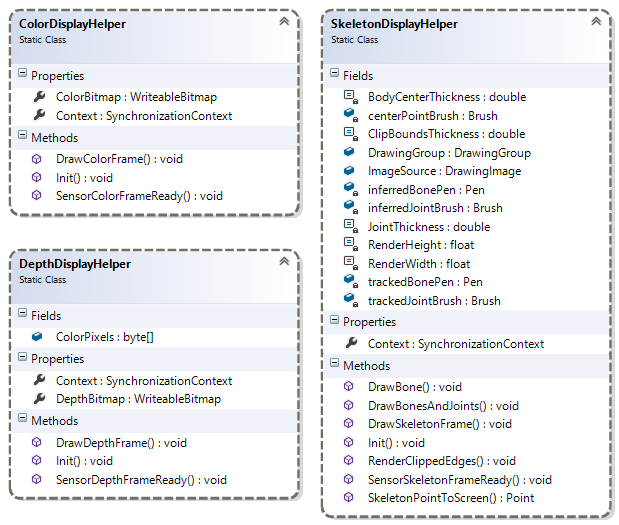 ColorDisplayHelper
Static Class
Properties
ColorBitmap : WriteableBitmap
Context : SynchronizationContext
Methods
DrawColorFrame() : void
Init() : void
SensorColorFrameReady() : void
DepthDisplayHelper
Static Class
Fields
ColorPixels : byte[]
Properties
Context : SynchronizationContext
DepthBitmap : WriteableBitmap
Methods
DrawDepthFrame() : void
Init() : void
SensorDepthFrameReady() : void
SkeletonDisplayHelper
Static Class
Fields
BodyCenterThickness : double
centerPointBrush : Brush
ClipBoundsThickness : double
DrawingGroup : DrawingGroup
ImageSource : DrawingImage
inferredBonePen : Pen
inferredJointBrush : Brush
JointThickness : double
RenderHeight : float
RenderWidth : float
trackedBonePen : Pen
trackedJointBrush : Brush
Properties
Context : SynchronizationContext
Methods
DrawBone() : void
DrawBonesAndJoints() : void
DrawSkeletonFrame() : void
Init() : void
RenderClippedEdges() : void
SensorSkeletonFrameReady() : void
SkeletonPointToScreen() : Point